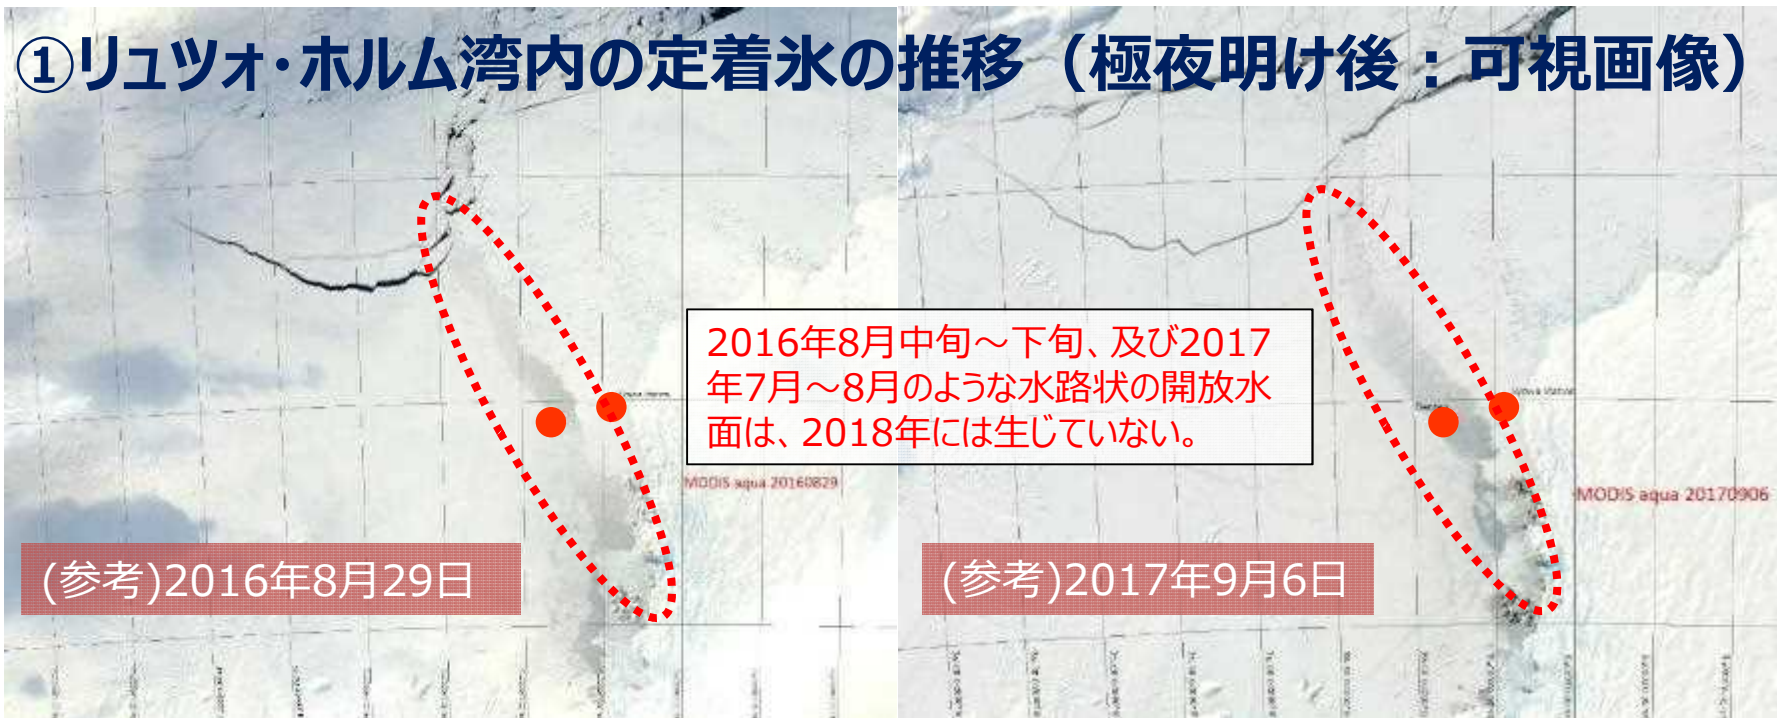 ①リュツォ・ホルム湾内の定着氷の推移（極夜明け後：可視画像）
2016年8月中旬～下旬、及び2017
年7月～8月のような水路状の開放水
面は、2018年には生じていない。
MODIS aqua 20160829
MODIS aqua 20170906
(参考)2016年8月29日
(参考)2017年9月6日